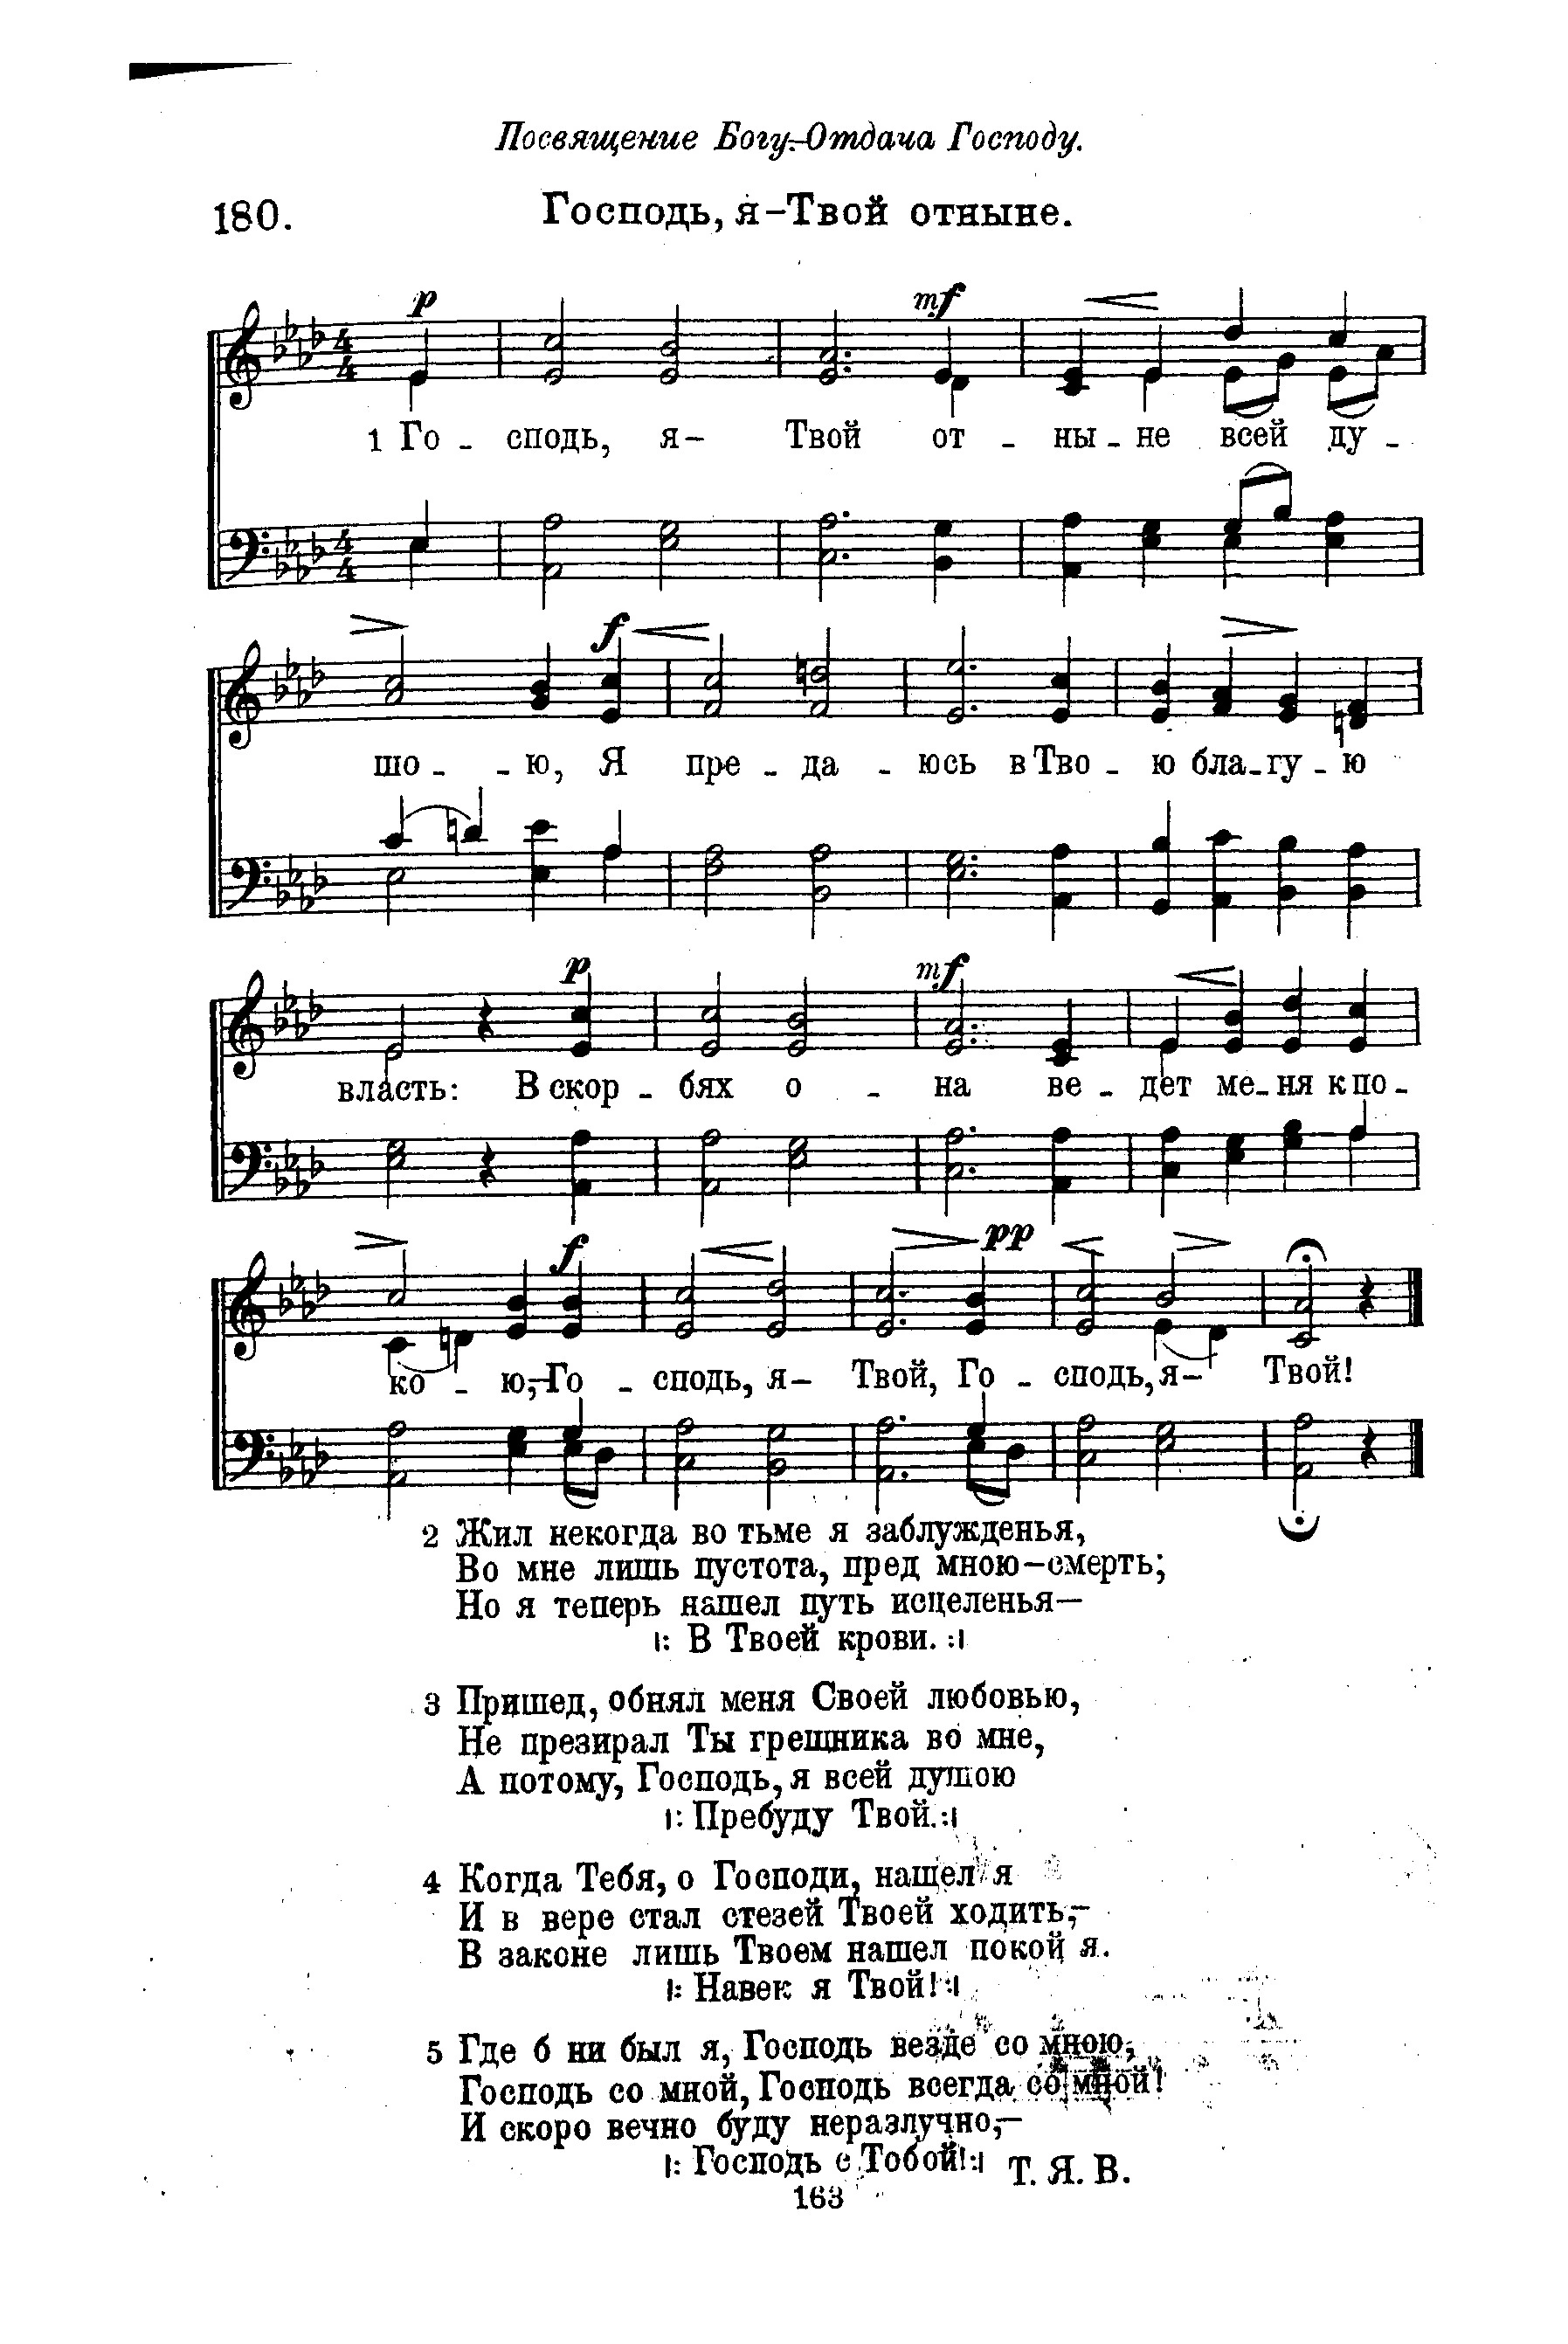 Посвящение Богу.—Отдача Господу.
180.
Господь, я-Твой отныне.
p
mf
1 Го - сподь, я- Твой от - ны - не всей ду -
f
шо - - ю, Я пре - да - юсь в Тво - ю бла - гу - ю
p
mf
власть: В скор - бях о - на ве - дет ме - ня к по -
f
pp
ко - ю,—Го - сподь, я- Твой, Го - сподь, я- Твой!
2 Жил некогда во тьме я заблужденья,
Во мне лишь пустота, пред мною—смерть;
Но я теперь нашел путь исцеленья—
|: В Твоей крови. :|
3 Пришед, обнял меня Своей любовью,
Не презирал Ты грещника во мне,
А потому, Господь, я всей душою
|: Пребуду Твой. :|
4 Когда Тебя, о Господи, нашел я
И в вере стал стезей Твоей ходить,—
В законе лишь Твоем нашел покой я.
|: Навек я Твой! :|
5 Где б ни был я, Господь везде со мною,
Господь со мной, Господь всегда со мной!
И скоро вечно буду неразлучно,—
|: Господь с Тобой! :|
Т. Я. В.
163